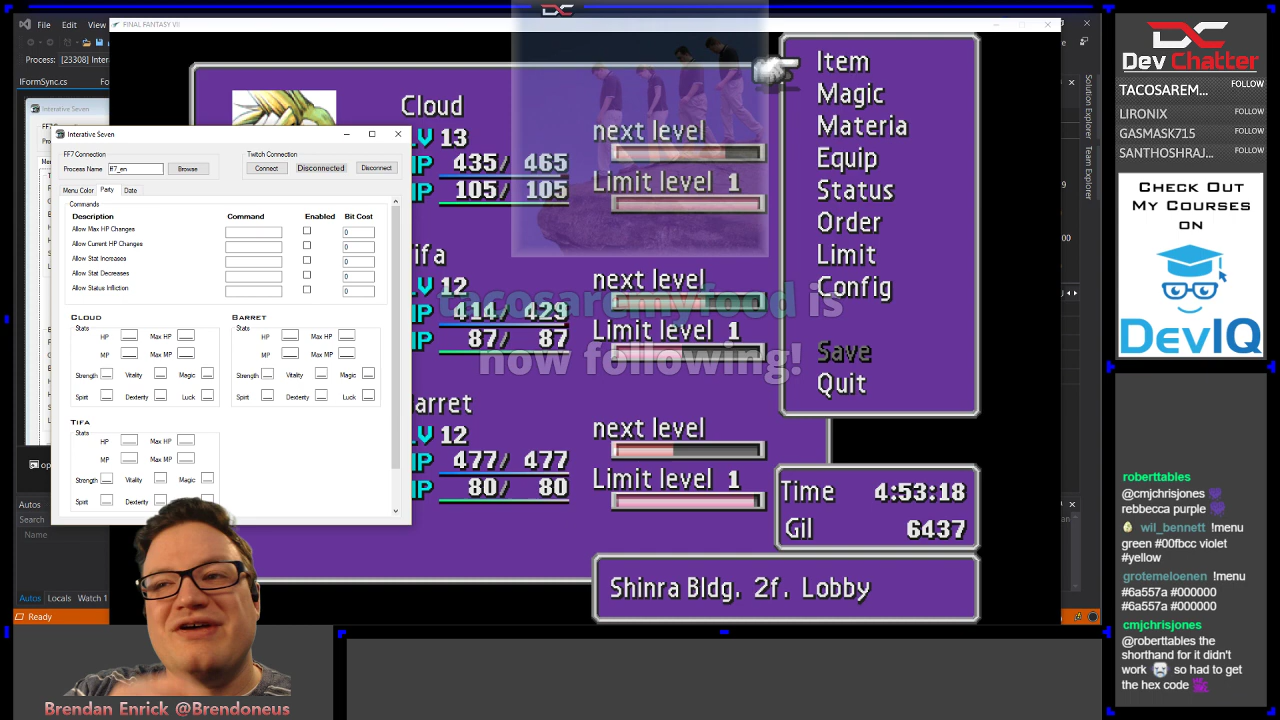 File Edit View
FINAL FANTASY VII
Process: [23308] Inter
IFormSync.cs
Interative Seven
FF7 Connection
Process Name ff7_en Browse
Twitch Connection
Connect Disconnected Disconnect
Menu Color Party Date
Commands
Description Command Enabled Bit Cost
Allow Max HP Changes 0
Allow Current HP Changes 0
Allow Stat Increases 0
Allow Stat Decreases 0
Allow Status Infliction 0
CLOUD
Stats
HP Max HP
MP Max MP
Strength Vitality Magic
Spirit Dexterity Luck
BARRET
Stats
HP Max HP
MP Max MP
Strength Vitality Magic
Spirit Dexterity Luck
TIFA
Stats
HP Max HP
MP Max MP
Strength Vitality Magic
Spirit Dexterity
Autos
Search
Name
Autos Locals Watch 1
Ready
Cloud
LV 13
HP 435/ 465
MP 105/ 105
next level
Limit level 1
Tifa
LV 12
HP 414/ 429
MP 87/ 87
next level
Limit level 1
Barret
LV 12
HP 477/ 477
MP 80/ 80
next level
Limit level 1
Item
Magic
Materia
Equip
Status
Order
Limit
Config
Save
Quit
Time 4:53:18
Gil 6437
Shinra Bldg. 2f. Lobby
tacosaremyfood is
now following!
Solution Explorer
Team Explorer
Dev Chatter
TACOSAREM... FOLLOW
LIRONIX FOLLOW
GASMASK715 FOLLOW
SANTHOSHRAJ... FOLLOW
CHECK OUT
MY COURSES
ON
DevIQ
roberttables
@cmjchrisjones
rebbecca purple
wil_bennett !menu
green #00fbcc violet
#yellow
grotemeloenen !menu
#6a557a #000000
#6a557a #000000
cmjchrisjones
@roberttables the
shorthand for it didn't
work so had to get
the hex code
Brendan Enrick @Brendoneus